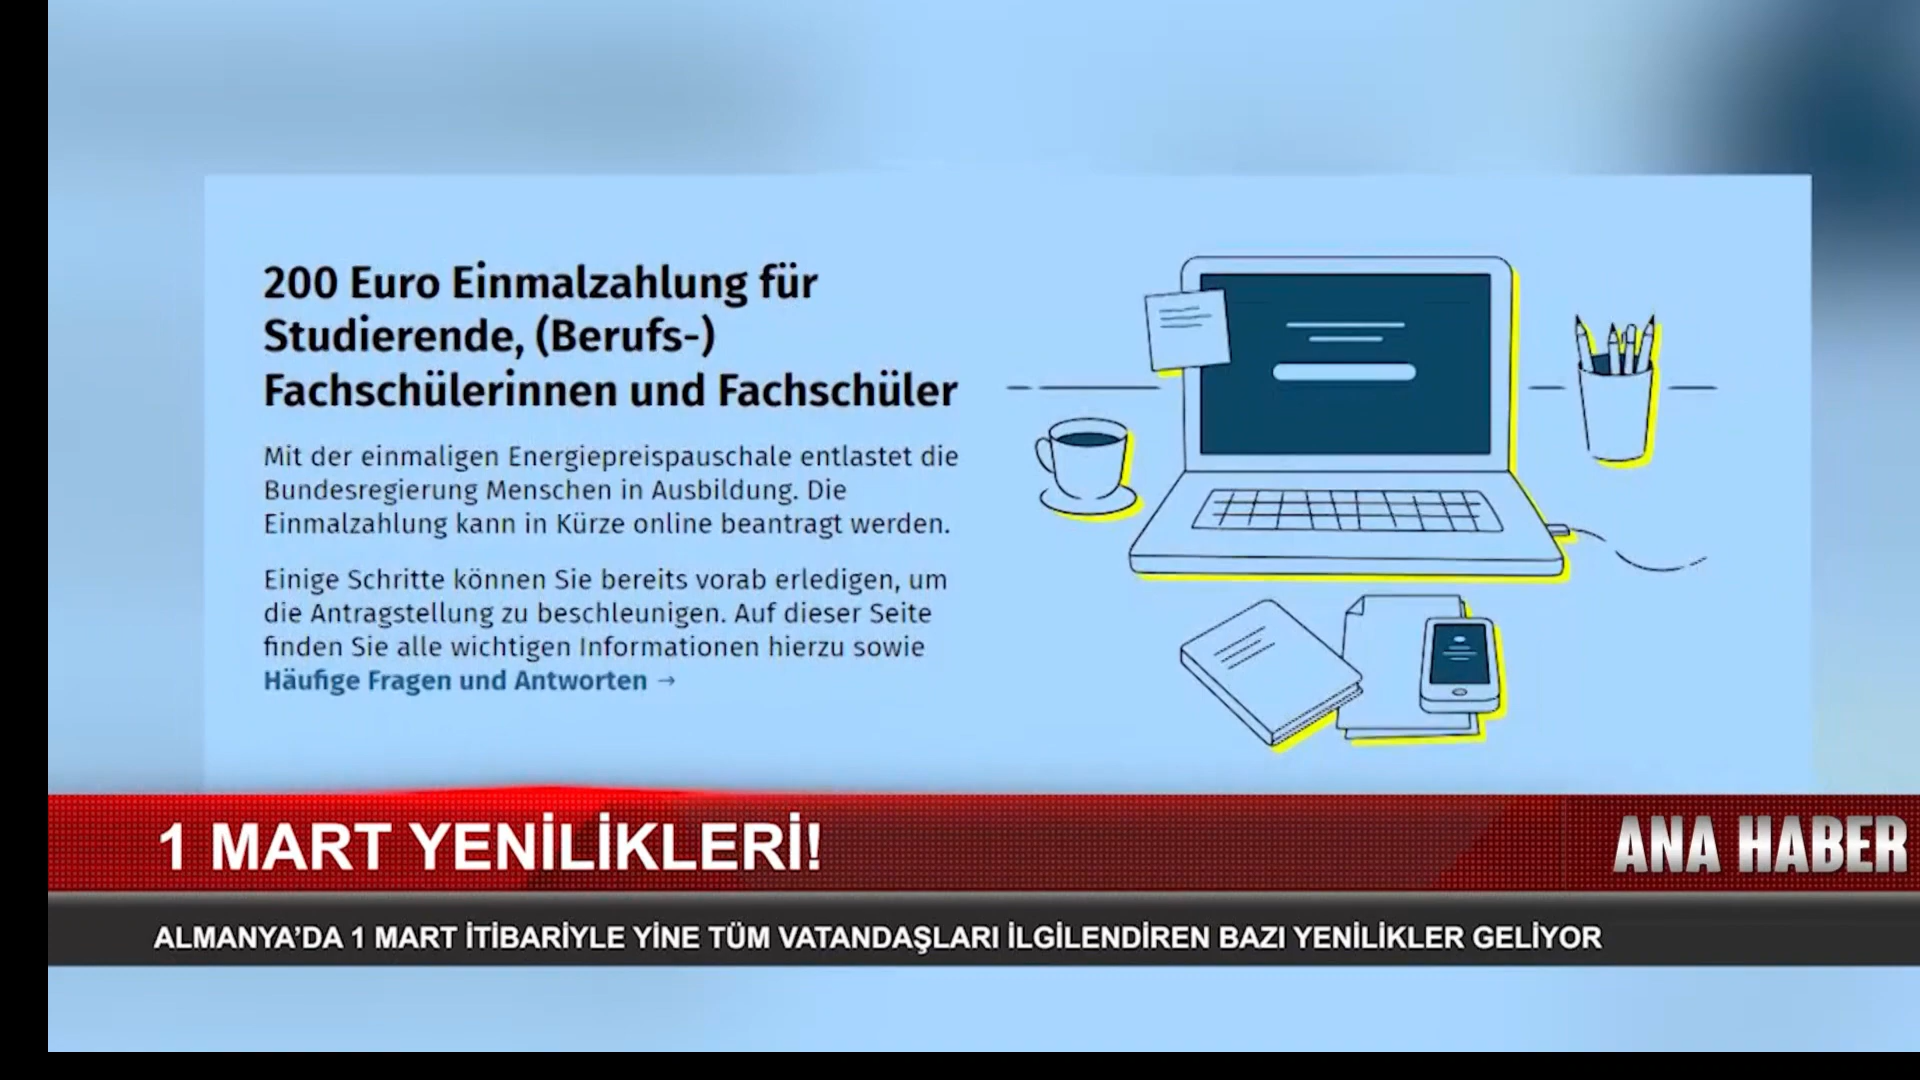 200 Euro Einmalzahlung für
Studierende, (Berufs-)
Fachschülerinnen und Fachschüler
Mit der einmaligen Energiepreispauschale entlastet die
Bundesregierung Menschen in Ausbildung. Die
Einmalzahlung kann in Kürze online beantragt werden.
Einige Schritte können Sie bereits vorab erledigen, um
die Antragstellung zu beschleunigen. Auf dieser Seite
finden Sie alle wichtigen Informationen hierzu sowie
Häufige Fragen und Antworten →
1 MART YENİLİKLERİ!
ANA HABER
ALMANYA’DA 1 MART İTİBARİYLE YİNE TÜM VATANDAŞLARI İLGİLENDİREN BAZI YENİLİKLER GELİYOR